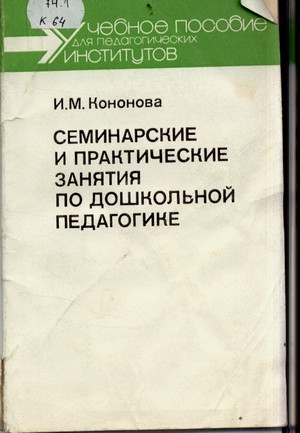 74.1
К 64
Учебное пособие
для педагогических
институтов
И.М. Кононова
СЕМИНАРСКИЕ
И ПРАКТИЧЕСКИЕ
ЗАНЯТИЯ
ПО ДОШКОЛЬНОЙ
ПЕДАГОГИКЕ